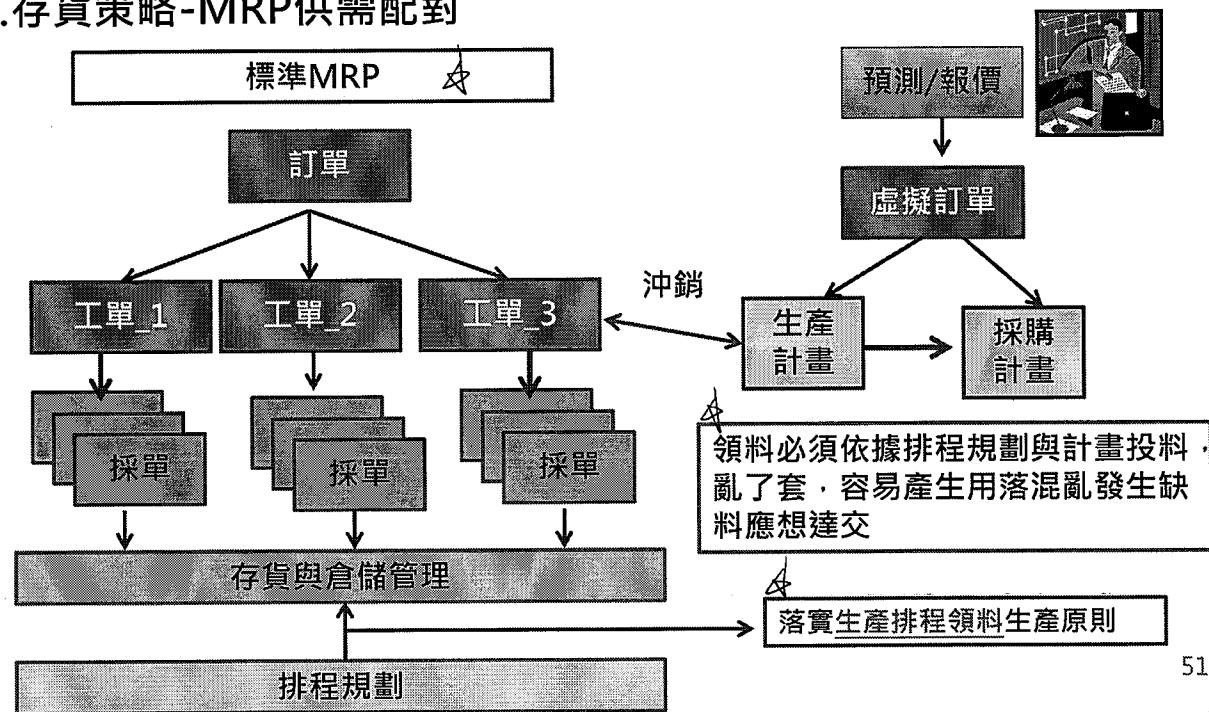 .存貨策略-MRP供需配對
標準MRP
預測/報價
訂單
虛擬訂單
工單_1
工單_2
工單_3
沖銷
生產
計畫
採購
計畫
採單
採單
採單
領料必須依據排程規劃與計畫投料,
亂了套,容易產生用落混亂發生缺
料應想達交
存貨與倉儲管理
落實生產排程領料生產原則
排程規劃
51